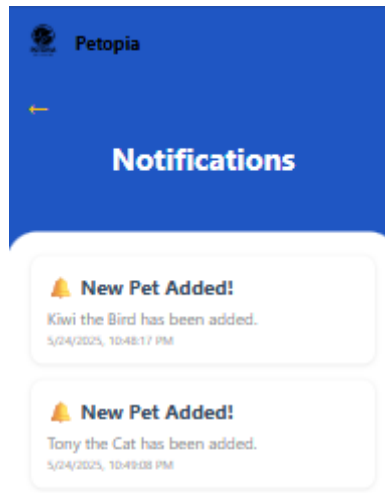 Petopia
←
Notifications
🔔 New Pet Added!
Kiwi the Bird has been added.
5/24/2025, 10:48:17 PM
🔔 New Pet Added!
Tony the Cat has been added.
5/24/2025, 10:49:08 PM